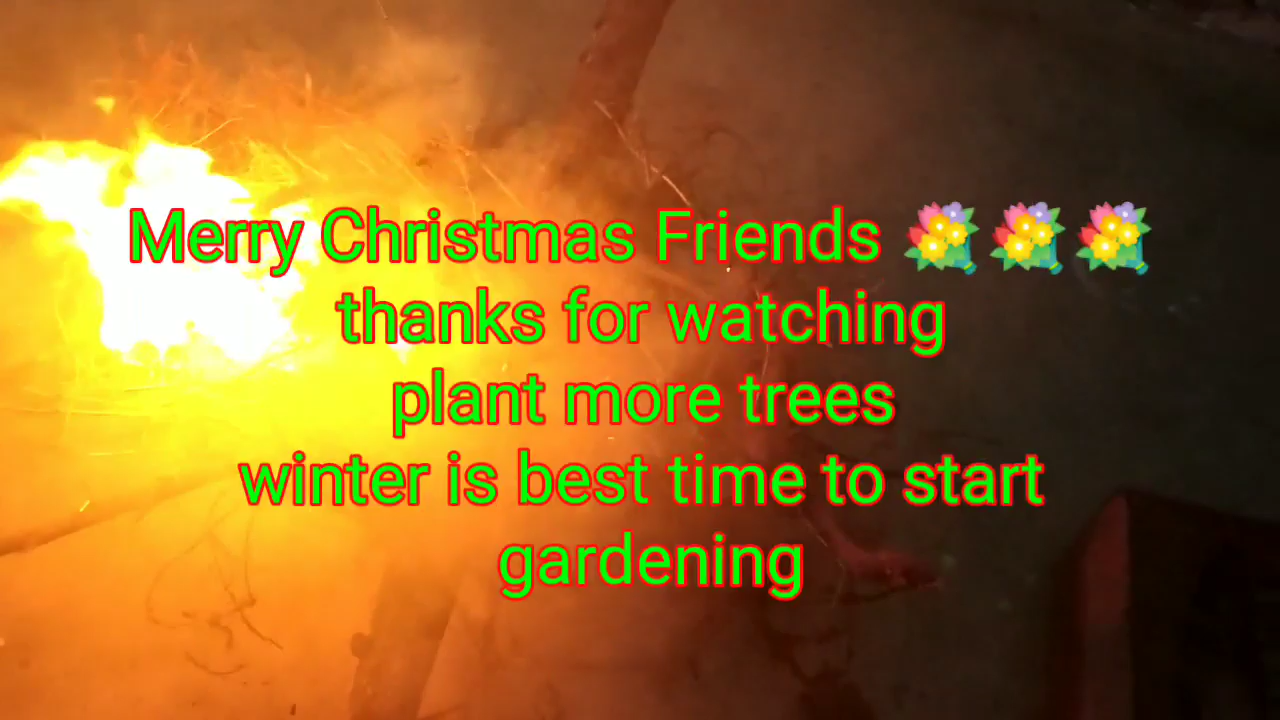 Merry Christmas Friends 💐💐💐
thanks for watching
plant more trees
winter is best time to start
gardening